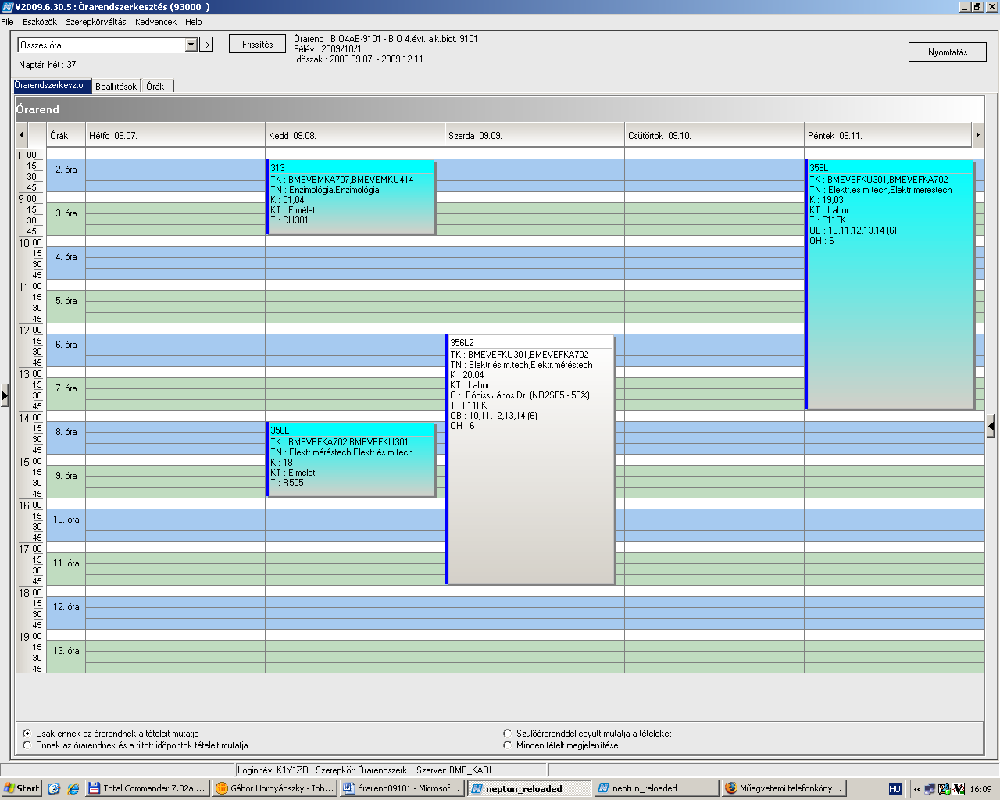 V2009.6.30.5 : Órarendszerkesztés (93000  )
File Eszközök Szerepkörváltás Kedvencek Help
Összes óra
->
Frissítés
Órarend : BIO4AB-9101 - BIO 4.évf. alk.biot. 9101
Félév : 2009/10/1
Időszak : 2009.09.07. - 2009.12.11.
Nyomtatás
Naptári hét : 37
Órarendszerkeszto Beállítások Órák
Órarend
Órák Hétfő 09.07. Kedd 09.08. Szerda 09.09. Csütörtök 09.10. Péntek 09.11.
8 00
15
30
45
2. óra
9 00
15
30
45
3. óra
10 00
15
30
45
4. óra
11 00
15
30
45
5. óra
12 00
15
30
45
6. óra
13 00
15
30
45
7. óra
14 00
15
30
45
8. óra
15 00
15
30
45
9. óra
16 00
15
30
45
10. óra
17 00
15
30
45
11. óra
18 00
15
30
45
12. óra
19 00
15
30
45
13. óra
313
TK : BMEVEMKA707,BMEVEMKU414
TN : Enzimológia,Enzimológia
K : 01,04
KT : Elmélet
T : CH301
356E
TK : BMEVEFKA702,BMEVEFKU301
TN : Elektr.méréstech,Elektr.és m.tech
K : 18
KT : Elmélet
T : R505
356L2
TK : BMEVEFKU301,BMEVEFKA702
TN : Elektr.és m.tech,Elektr.méréstech
K : 20,04
KT : Labor
O : Bódiss János Dr. (NR2SF5 - 50%)
T : F11FK
OB : 10,11,12,13,14 (6)
OH : 6
356L
TK : BMEVEFKU301,BMEVEFKA702
TN : Elektr.és m.tech,Elektr.méréstech
K : 19,03
KT : Labor
T : F11FK
OB : 10,11,12,13,14 (6)
OH : 6
Csak ennek az órarendnek a tételeit mutatja
Ennek az órarendnek és a tiltott időpontok tételeit mutatja
Szülőórarenddel együtt mutatja a tételeket
Minden tételt megjelenítése
Loginnév: K1Y1ZR Szerepkör: Órarendszerk. Szerver: BME_KARI
Start Total Commander 7.02a ... Gábor Hornyánszky - Inb... órarend09101 - Microsof... neptun_reloaded neptun_reloaded Műegyetemi telefonköny... HU « 16:09